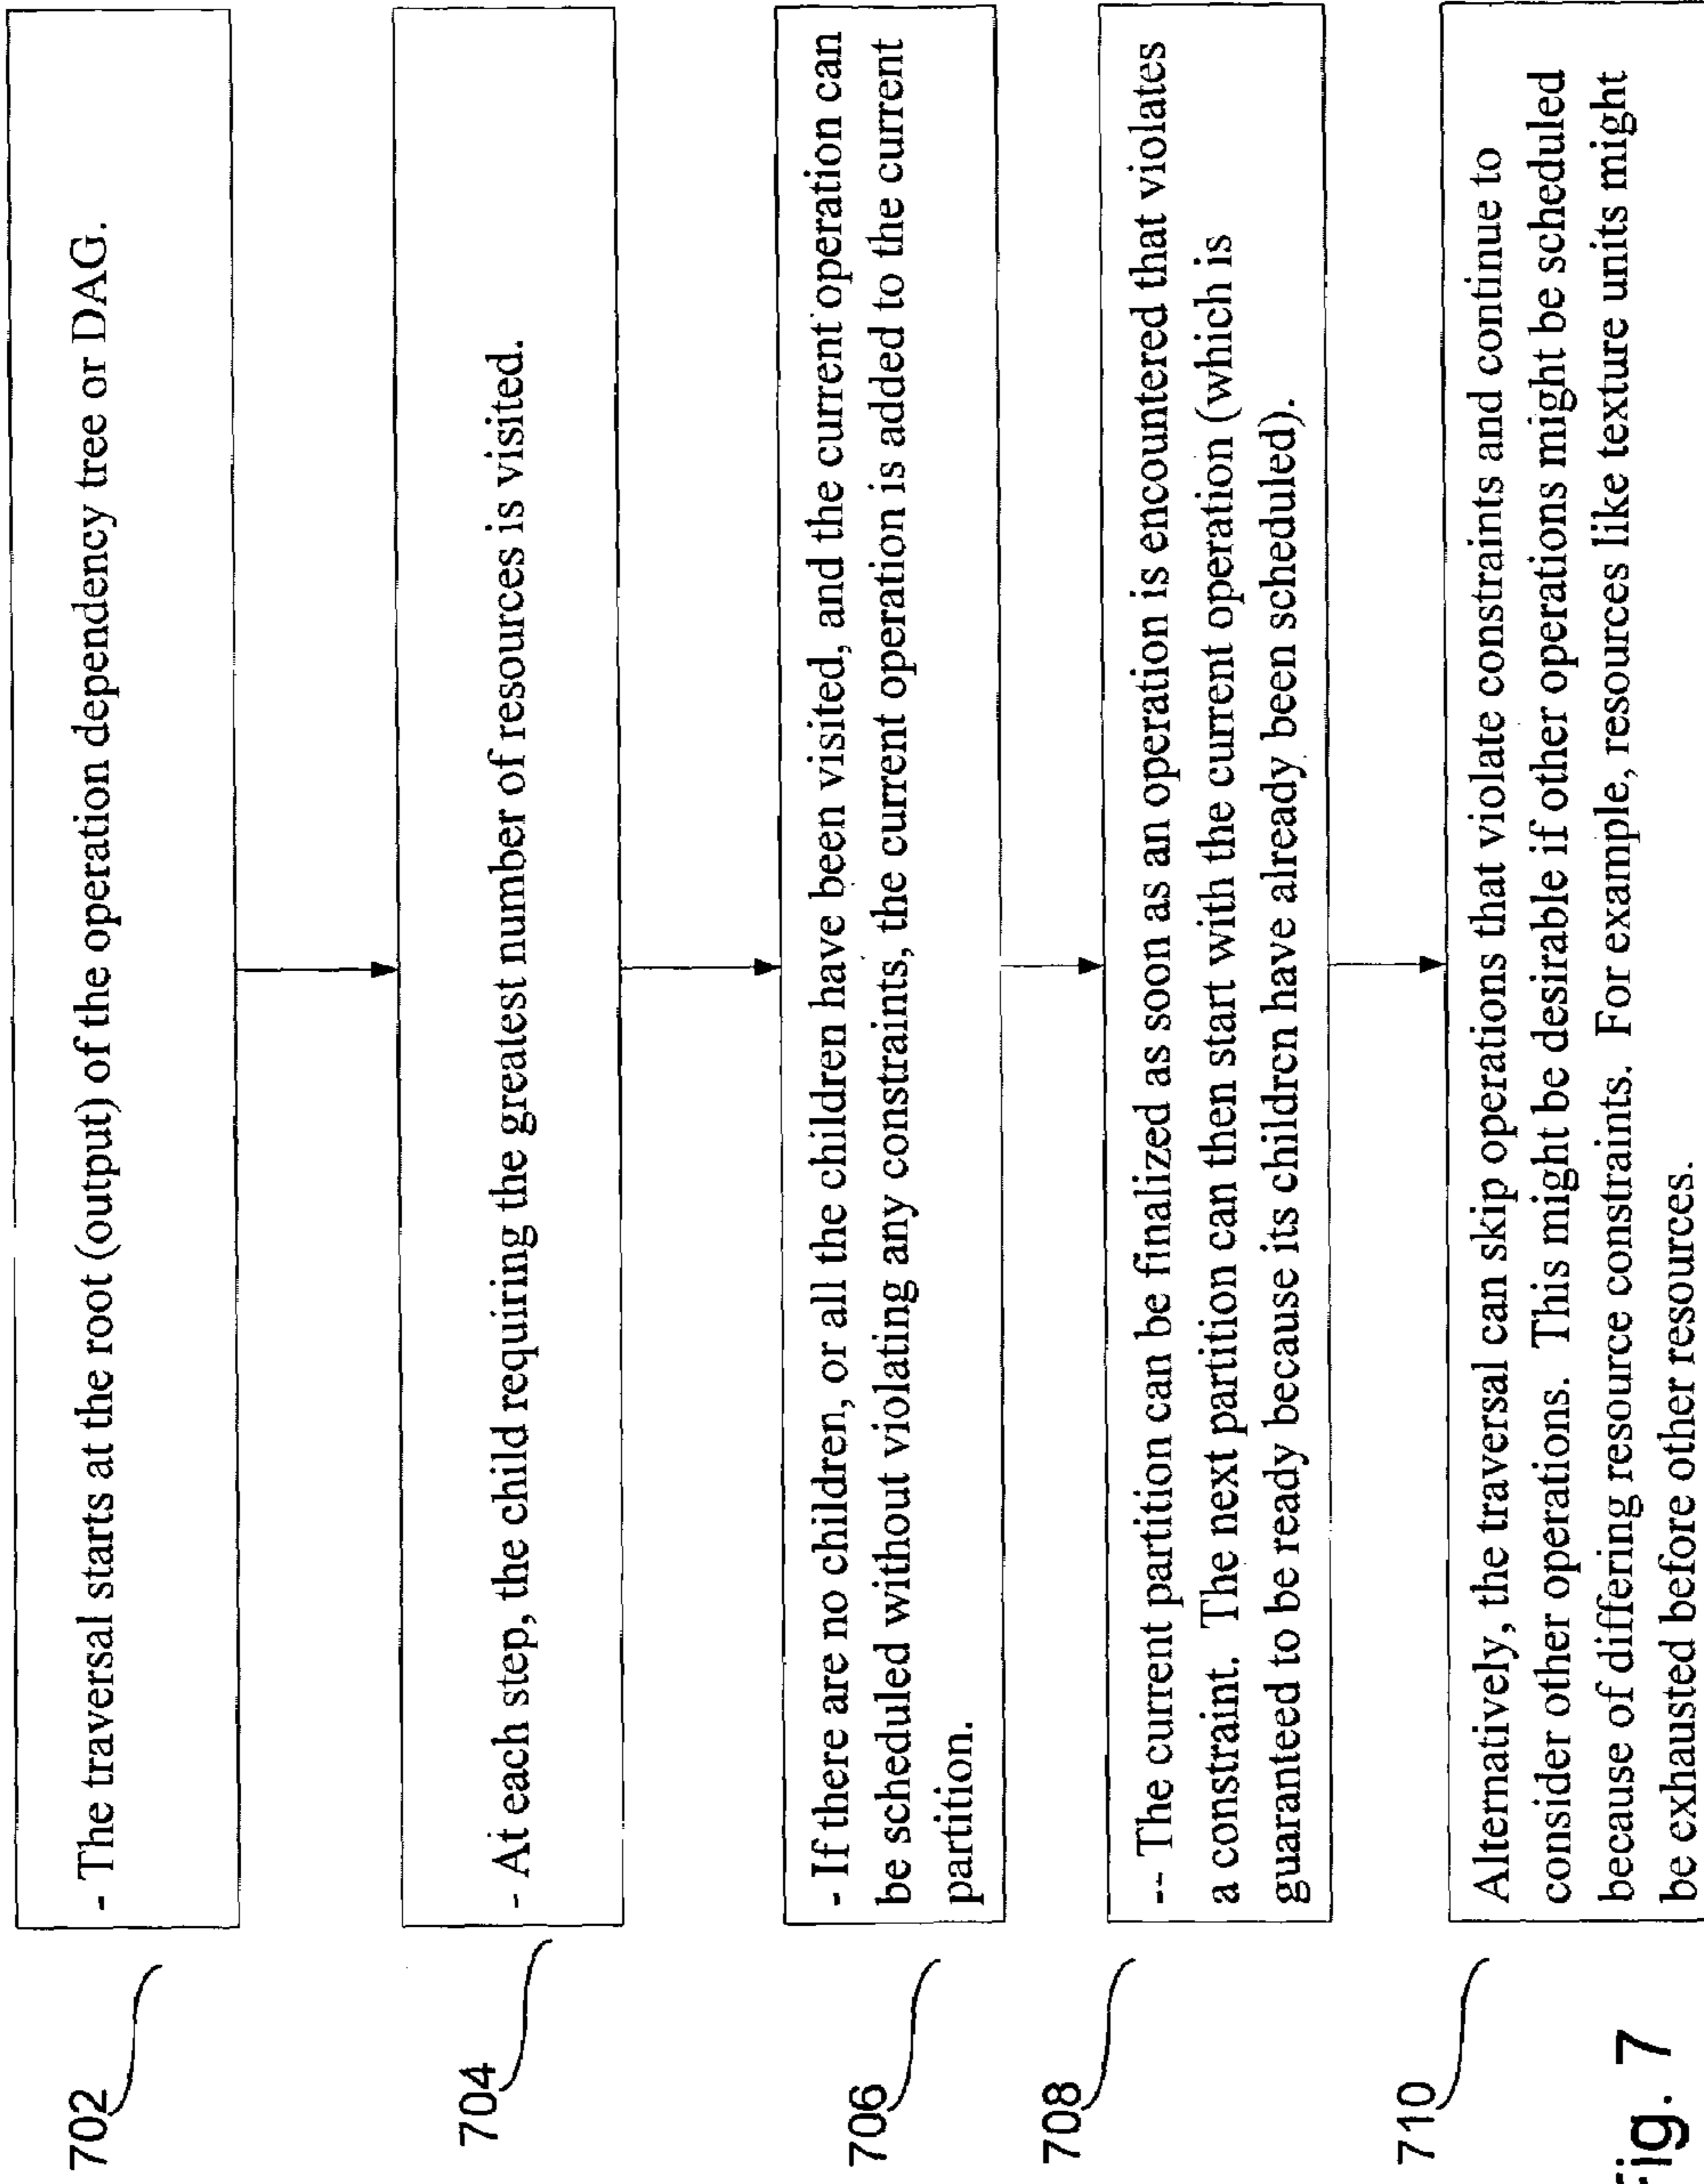 702
- The traversal starts at the root (output) of the operation dependency tree or DAG.
704
- At each step, the child requiring the greatest number of resources is visited.
706
- If there are no children, or all the children have been visited, and the current operation can
be scheduled without violating any constraints, the current operation is added to the current
partition.
708
-- The current partition can be finalized as soon as an operation is encountered that violates
a constraint. The next partition can then start with the current operation (which is
guaranteed to be ready because its children have already been scheduled).
710
Alternatively, the traversal can skip operations that violate constraints and continue to
consider other operations. This might be desirable if other operations might be scheduled
because of differing resource constraints. For example, resources like texture units might
be exhausted before other resources.
Fig. 7